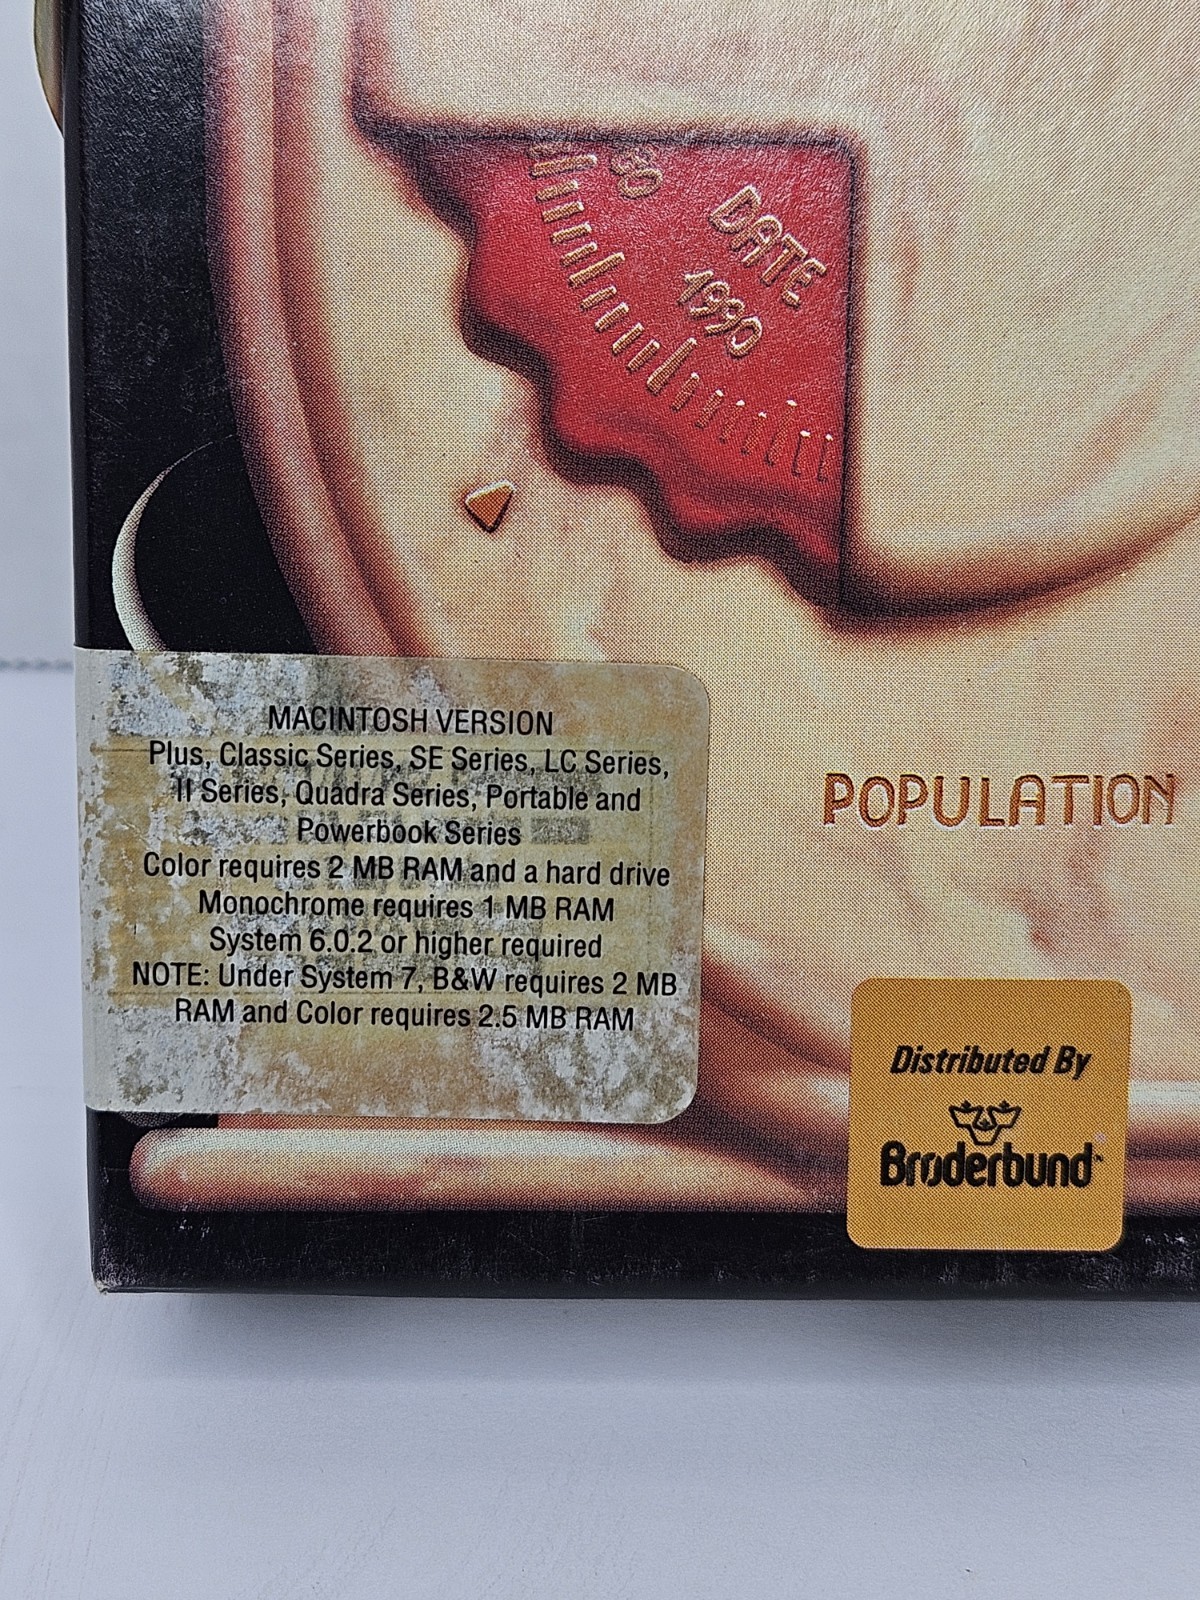 80
DATE
1990
MACINTOSH VERSION
Plus, Classic Series, SE Series, LC Series,
II Series, Quadra Series, Portable and
Powerbook Series
Color requires 2 MB RAM and a hard drive
Monochrome requires 1 MB RAM
System 6.0.2 or higher required
NOTE: Under System 7, B&W requires 2 MB
RAM and Color requires 2.5 MB RAM
POPULATION
Distributed By
Brøderbund